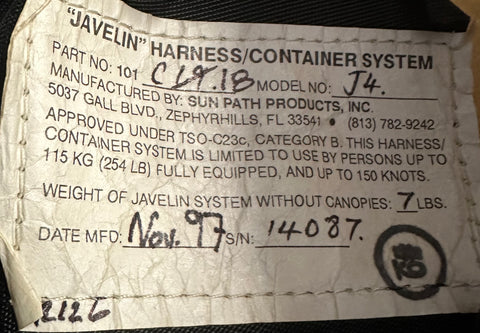 "JAVELIN" HARNESS/CONTAINER SYSTEM
PART NO: 101 MODEL NO: J4.
MANUFACTURED BY: SUN PATH PRODUCTS, INC.
5037 GALL BLVD., ZEPHYRHILLS, FL 33541 • (813) 782-9242
APPROVED UNDER TSO-C23c, CATEGORY B. THIS HARNESS/
CONTAINER SYSTEM IS LIMITED TO USE BY PERSONS UP TO
115 KG (254 LB) FULLY EQUIPPED, AND UP TO 150 KNOTS.
WEIGHT OF JAVELIN SYSTEM WITHOUT CANOPIES: 7 LBS.
DATE MFD: Nov. 97 S/N: 14087.
2126